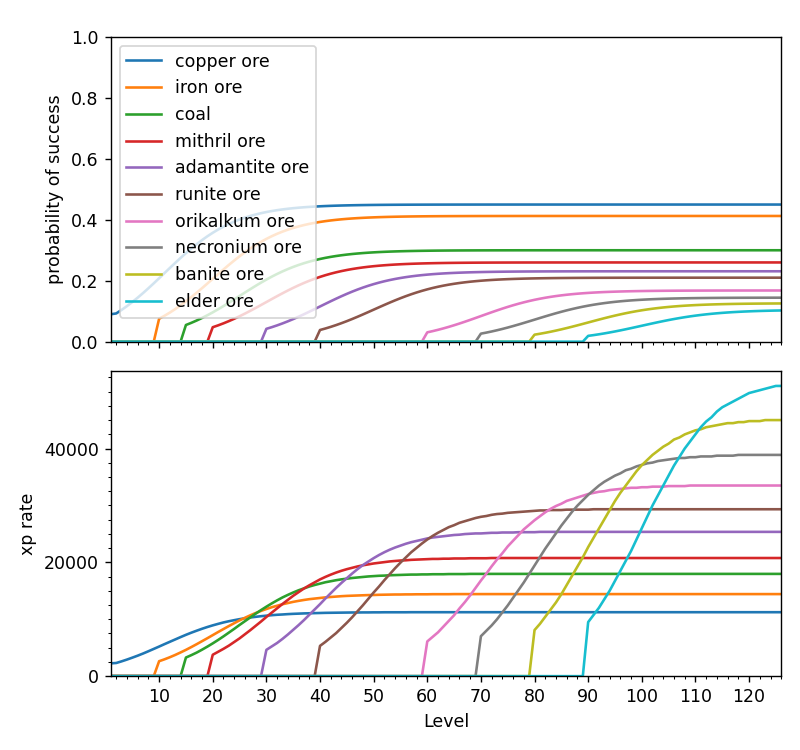 1.0
0.8
0.6
0.4
0.2
0.0
probability of success
copper ore
iron ore
coal
mithril ore
adamantite ore
runite ore
orikalkum ore
necronium ore
banite ore
elder ore
40000
20000
0
xp rate
10 20 30 40 50 60 70 80 90 100 110 120
Level